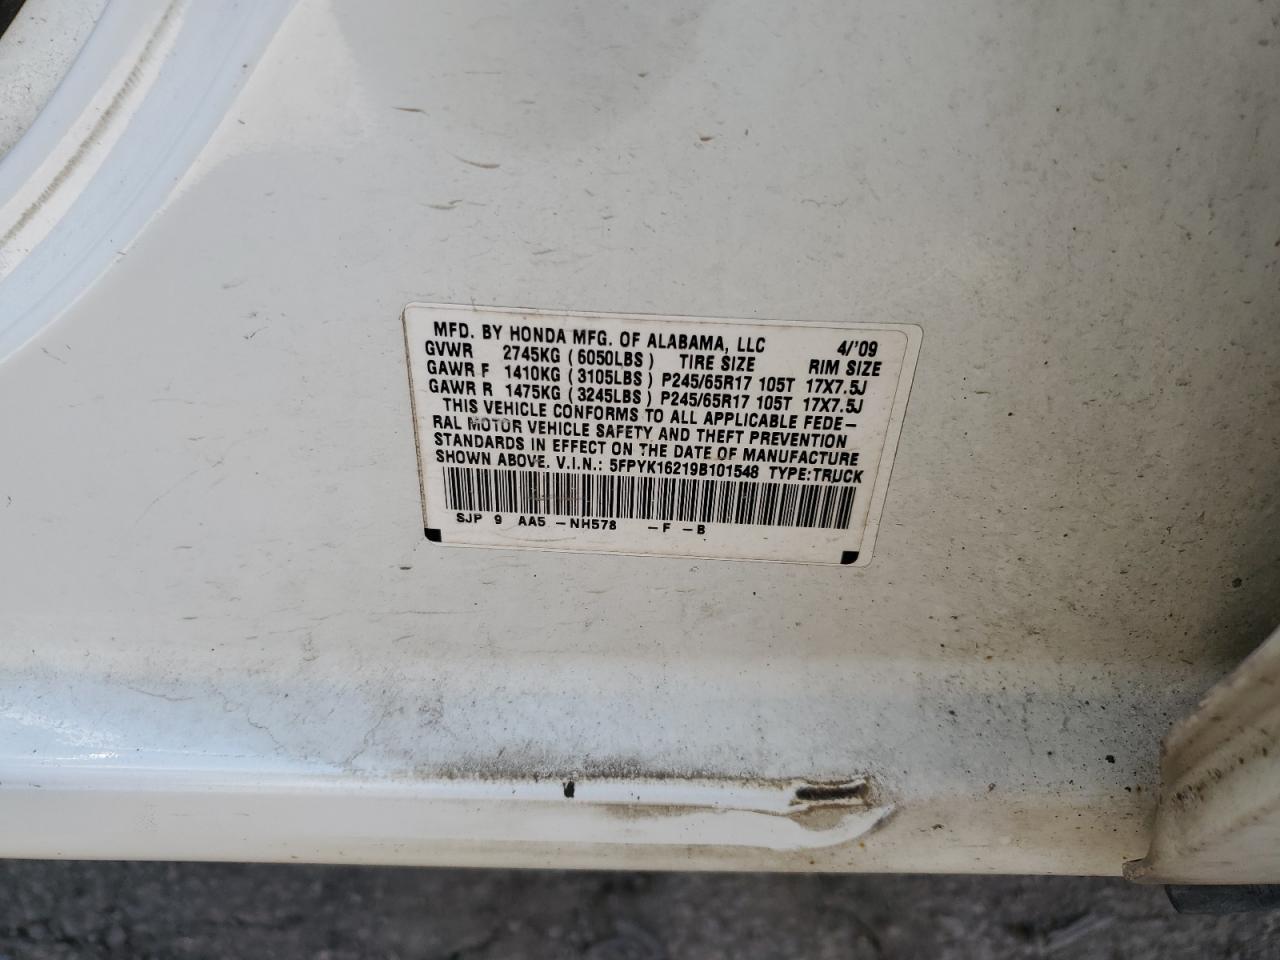 MFD. BY HONDA MFG. OF ALABAMA, LLC 4/'09
GVWR 2745KG (6050LBS) TIRE SIZE RIM SIZE
GAWR F 1410KG (3105LBS) P245/65R17 105T 17X7.5J
GAWR R 1475KG (3245LBS) P245/65R17 105T 17X7.5J
THIS VEHICLE CONFORMS TO ALL APPLICABLE FEDE-
RAL MOTOR VEHICLE SAFETY AND THEFT PREVENTION
STANDARDS IN EFFECT ON THE DATE OF MANUFACTURE
SHOWN ABOVE. V.I.N.: 5FPYK16219B101548 TYPE:TRUCK
SJP 9 AA5 -NH578 -F -B